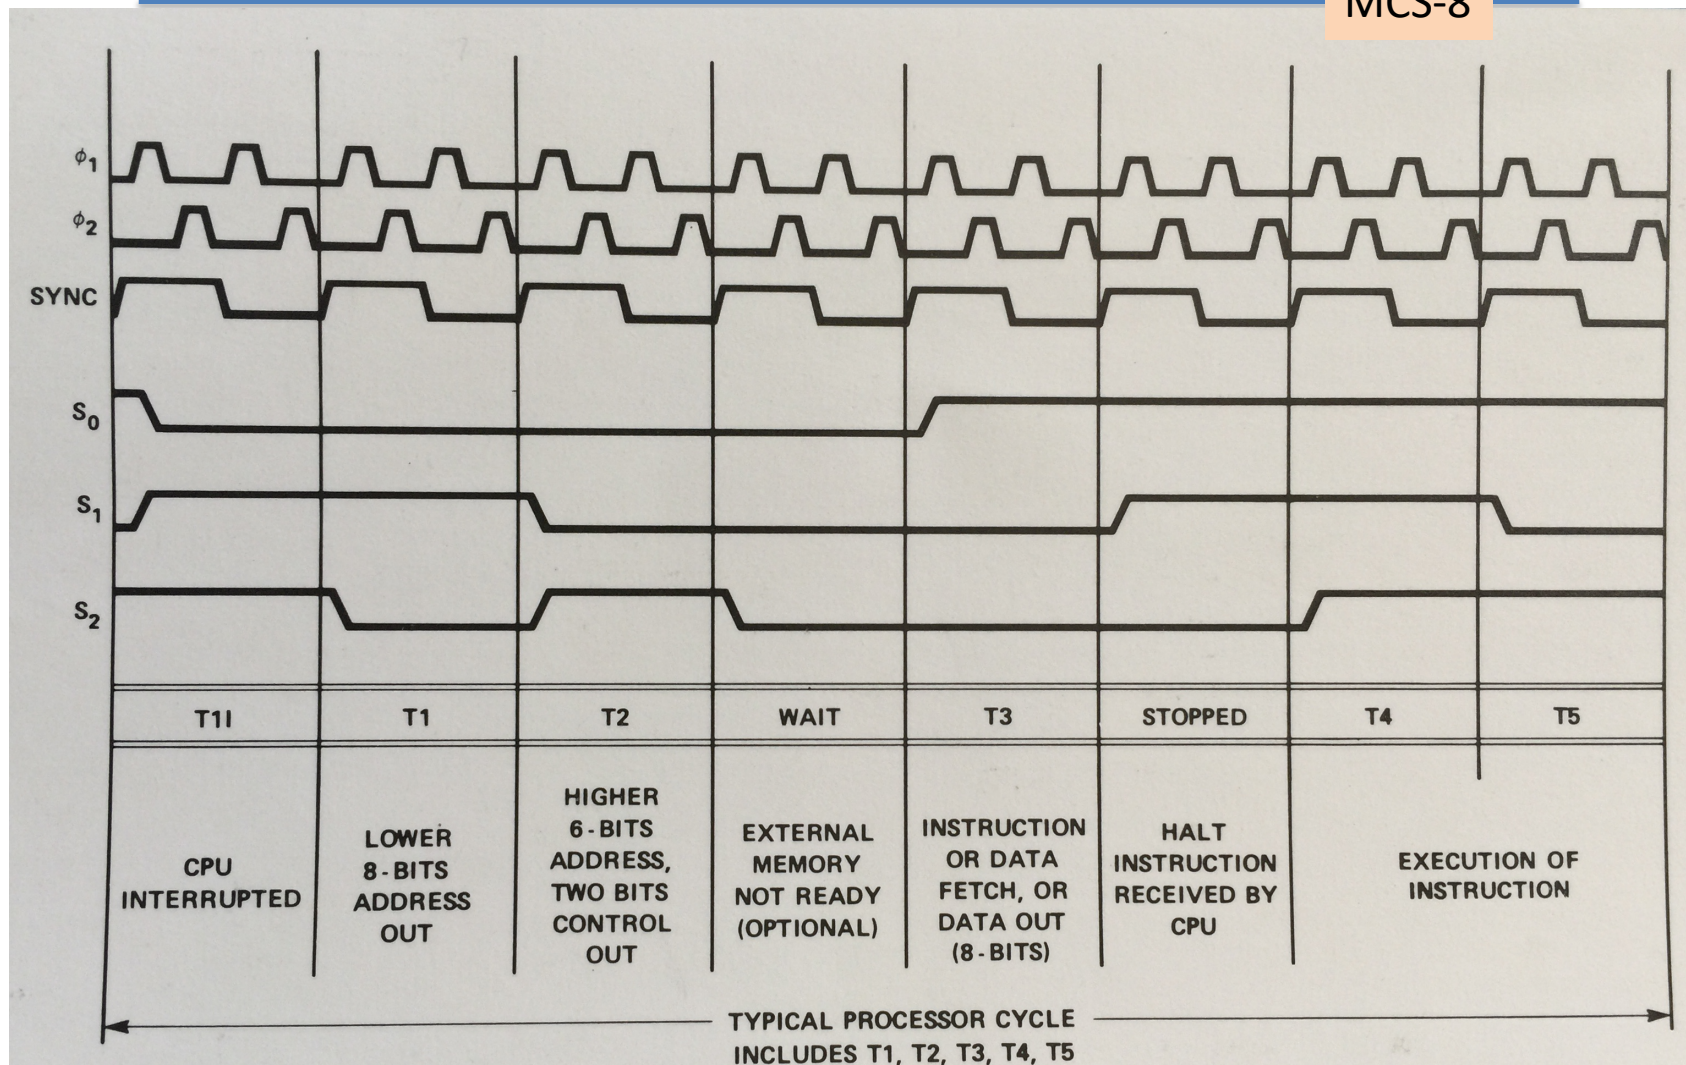 MCS-8
ϕ1
ϕ2
SYNC
S0
S1
S2
T1I T1 T2 WAIT T3 STOPPED T4 T5
CPU
INTERRUPTED
LOWER
8-BITS
ADDRESS
OUT
HIGHER
6-BITS
ADDRESS,
TWO BITS
CONTROL
OUT
EXTERNAL
MEMORY
NOT READY
(OPTIONAL)
INSTRUCTION
OR DATA
FETCH, OR
DATA OUT
(8-BITS)
HALT
INSTRUCTION
RECEIVED BY
CPU
EXECUTION OF
INSTRUCTION
TYPICAL PROCESSOR CYCLE
INCLUDES T1, T2, T3, T4, T5